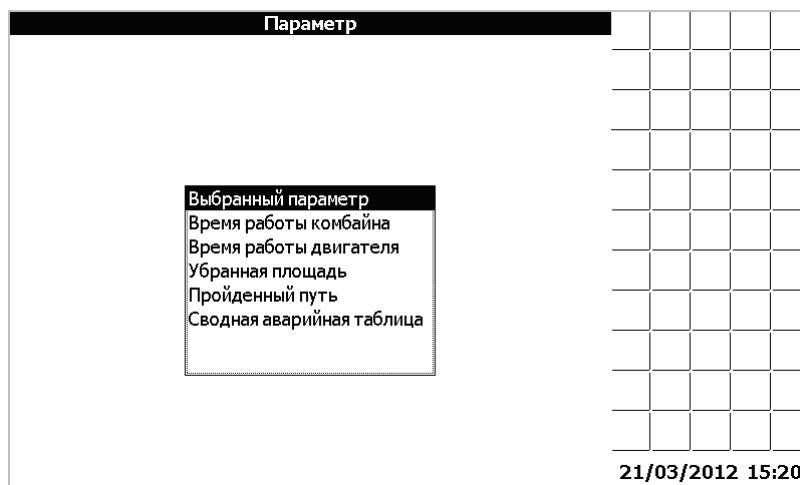 Параметр
Выбранный параметр
Время работы комбайна
Время работы двигателя
Убранная площадь
Пройденный путь
Сводная аварийная таблица
21/03/2012 15:20